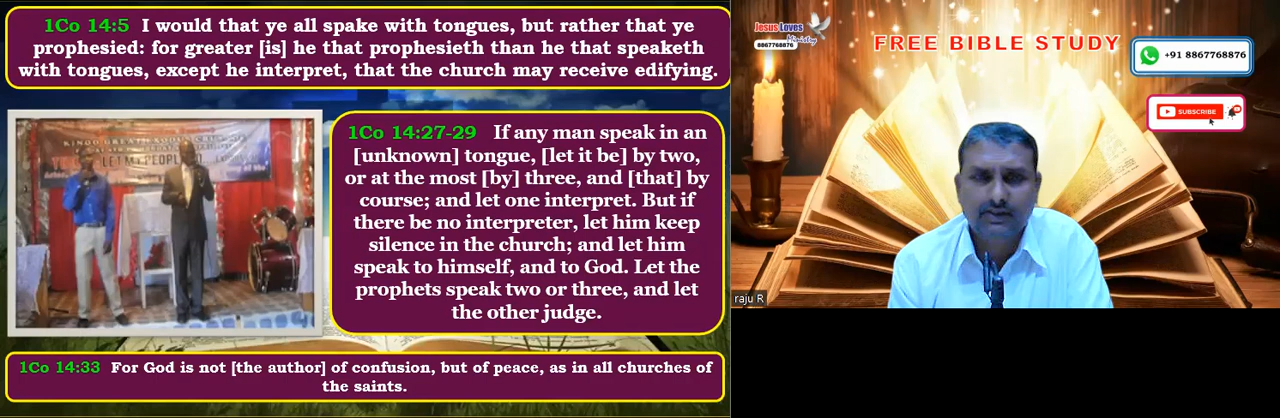 1Co 14:5 I would that ye all spake with tongues, but rather that ye
prophesied: for greater [is] he that prophesieth than he that speaketh
with tongues, except he interpret, that the church may receive edifying.
1Co 14:27-29 If any man speak in an
[unknown] tongue, [let it be] by two,
or at the most [by] three, and [that] by
course; and let one interpret. But if
there be no interpreter, let him keep
silence in the church; and let him
speak to himself, and to God. Let the
prophets speak two or three, and let
the other judge.
1Co 14:33 For God is not [the author] of confusion, but of peace, as in all churches of
the saints.
Jesus Loves
Ministry
8867768876
FREE BIBLE STUDY
+91 8867768876
SUBSCRIBE
raju R